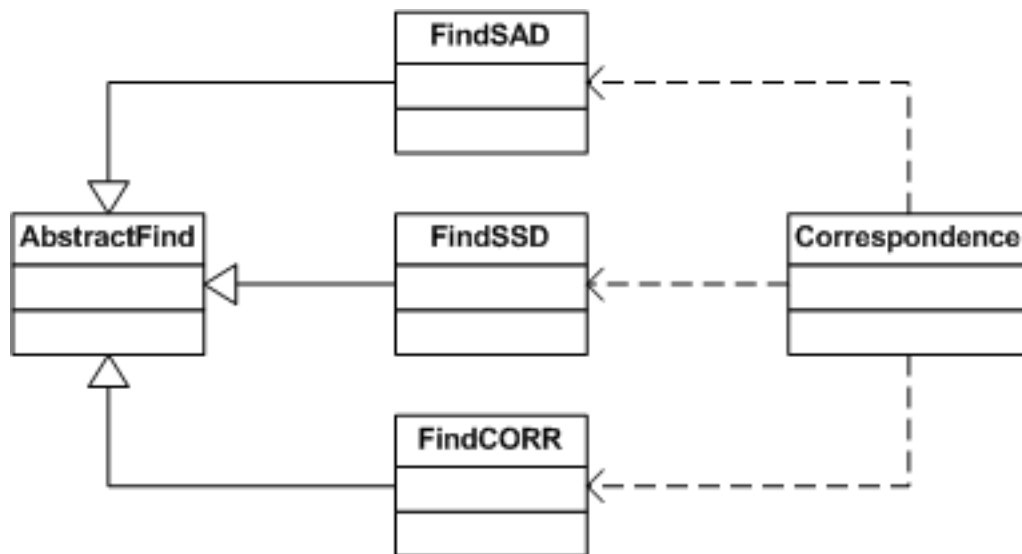 FindSAD
AbstractFind
FindSSD
Correspondence
FindCORR